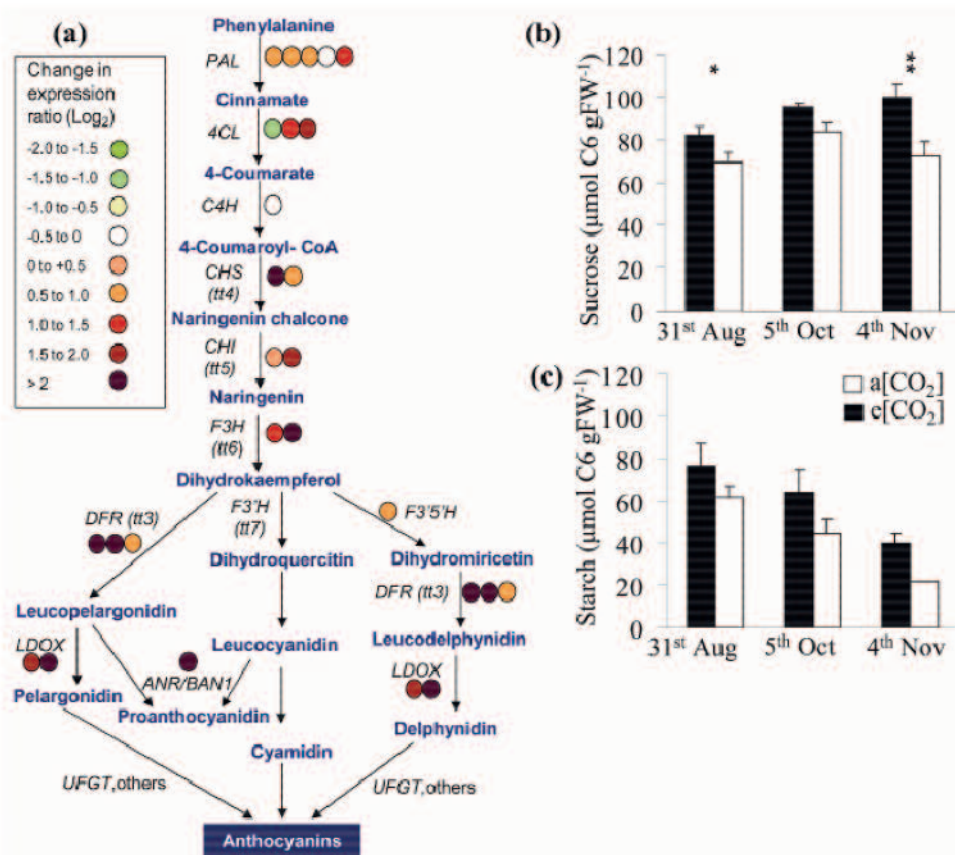 (a)
Change in
expression
ratio (Log2)
-2.0 to -1.5
-1.5 to -1.0
-1.0 to -0.5
-0.5 to 0
0 to +0.5
0.5 to 1.0
1.0 to 1.5
1.5 to 2.0
> 2
Phenylalanine
PAL
Cinnamate
4CL
4-Coumarate
C4H
4-Coumaroyl- CoA
CHS
(tt4)
Naringenin chalcone
CHI
(tt5)
Naringenin
F3H
(tt6)
Dihydrokaempferol
DFR (tt3)
F3'H
(tt7)
F3'5'H
Dihydroquercitin
Dihydromiricetin
DFR (tt3)
Leucopelargonidin
Leucocyanidin
Leucodelphynidin
LDOX
ANR/BAN1
LDOX
Pelargonidin
Proanthocyanidin
Delphynidin
Cyamidin
UFGT,others
UFGT,others
Anthocyanins
(b)
Sucrose (µmol C6 gFW-1)
120
100
80
60
40
20
0
*
**
31st Aug
5th Oct
4th Nov
(c)
Starch (µmol C6 gFW-1)
120
100
80
60
40
20
0
a[CO2]
e[CO2]
31st Aug
5th Oct
4th Nov